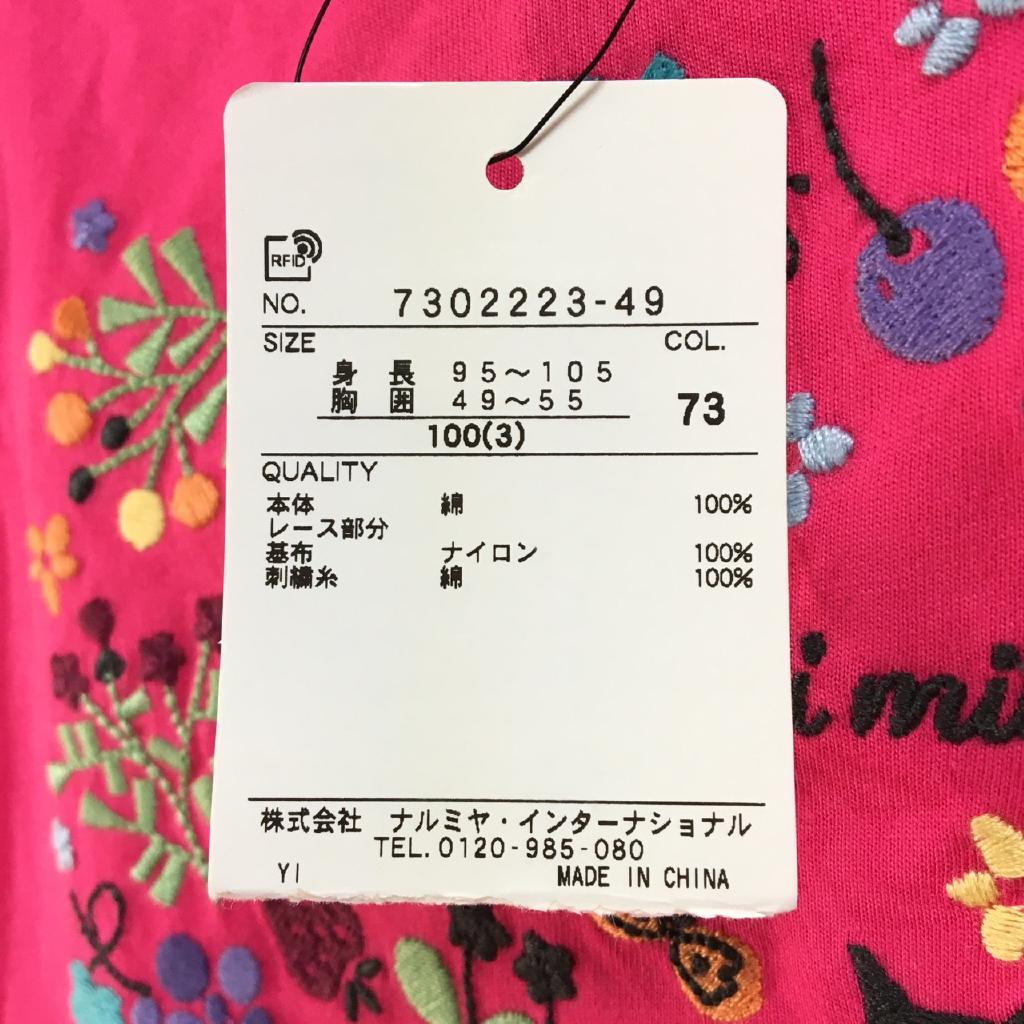 RFID
NO. 7302223-49
SIZE COL.
身長 95～105
胸囲 49～55
73
100(3)
QUALITY
本体 綿 100%
レース部分
基布 ナイロン 100%
刺繍糸 綿 100%
株式会社 ナルミヤ・インターナショナル
TEL.0120-985-080
YI MADE IN CHINA
i mi